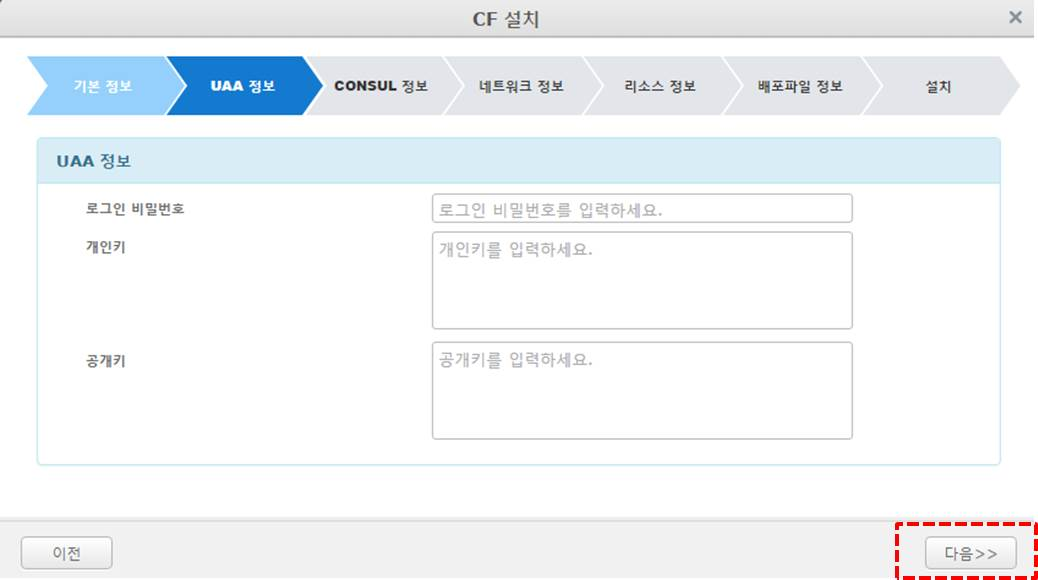 CF 설치
×
기본 정보
UAA 정보
CONSUL 정보
네트워크 정보
리소스 정보
배포파일 정보
설치
UAA 정보
로그인 비밀번호
로그인 비밀번호를 입력하세요.
개인키
개인키를 입력하세요.
공개키
공개키를 입력하세요.
이전
다음>>